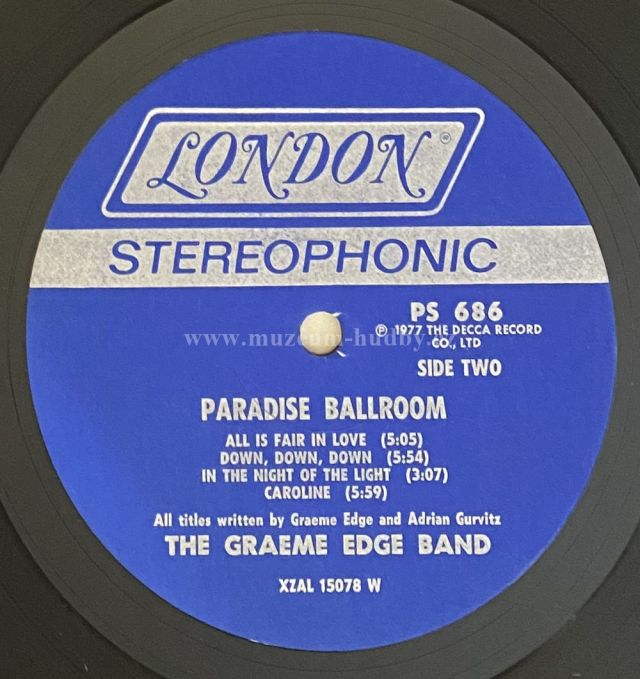 LONDON®
STEREOPHONIC
PS 686
℗ 1977 THE DECCA RECORD
CO., LTD
www.muzeum-hudby.cz
SIDE TWO
PARADISE BALLROOM
ALL IS FAIR IN LOVE (5:05)
DOWN, DOWN, DOWN (5:54)
IN THE NIGHT OF THE LIGHT (3:07)
CAROLINE (5:59)
All titles written by Graeme Edge and Adrian Gurvitz
THE GRAEME EDGE BAND
XZAL 15078 W